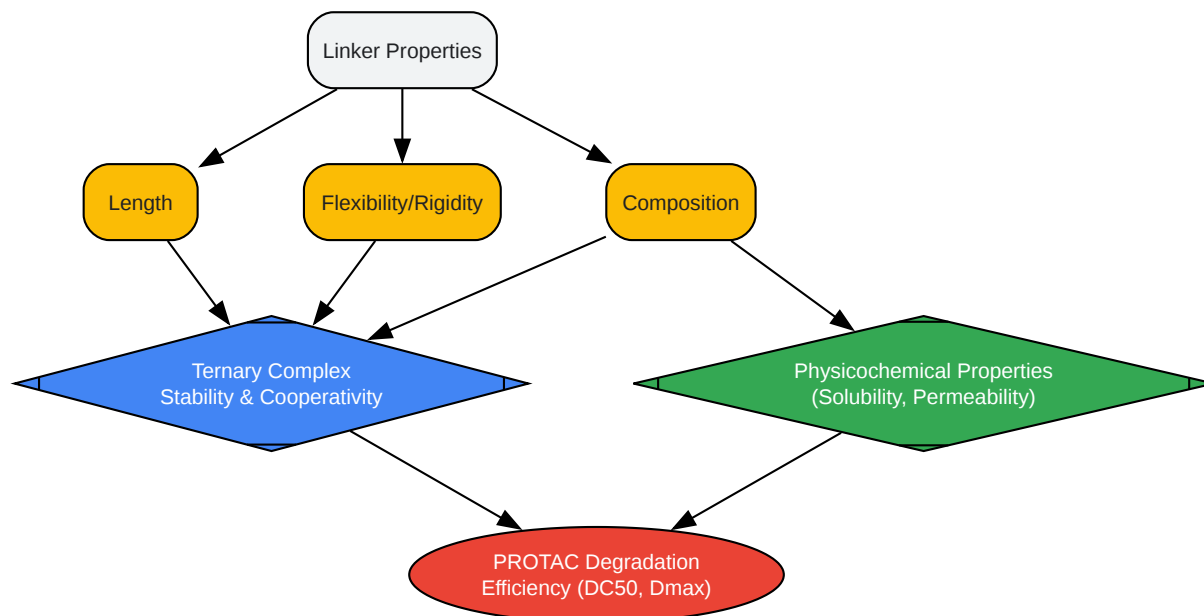 Linker Properties
Length
Flexibility/Rigidity
Composition
Ternary Complex
Stability & Cooperativity
Physicochemical Properties
(Solubility, Permeability)
PROTAC Degradation
Efficiency (DC50, Dmax)